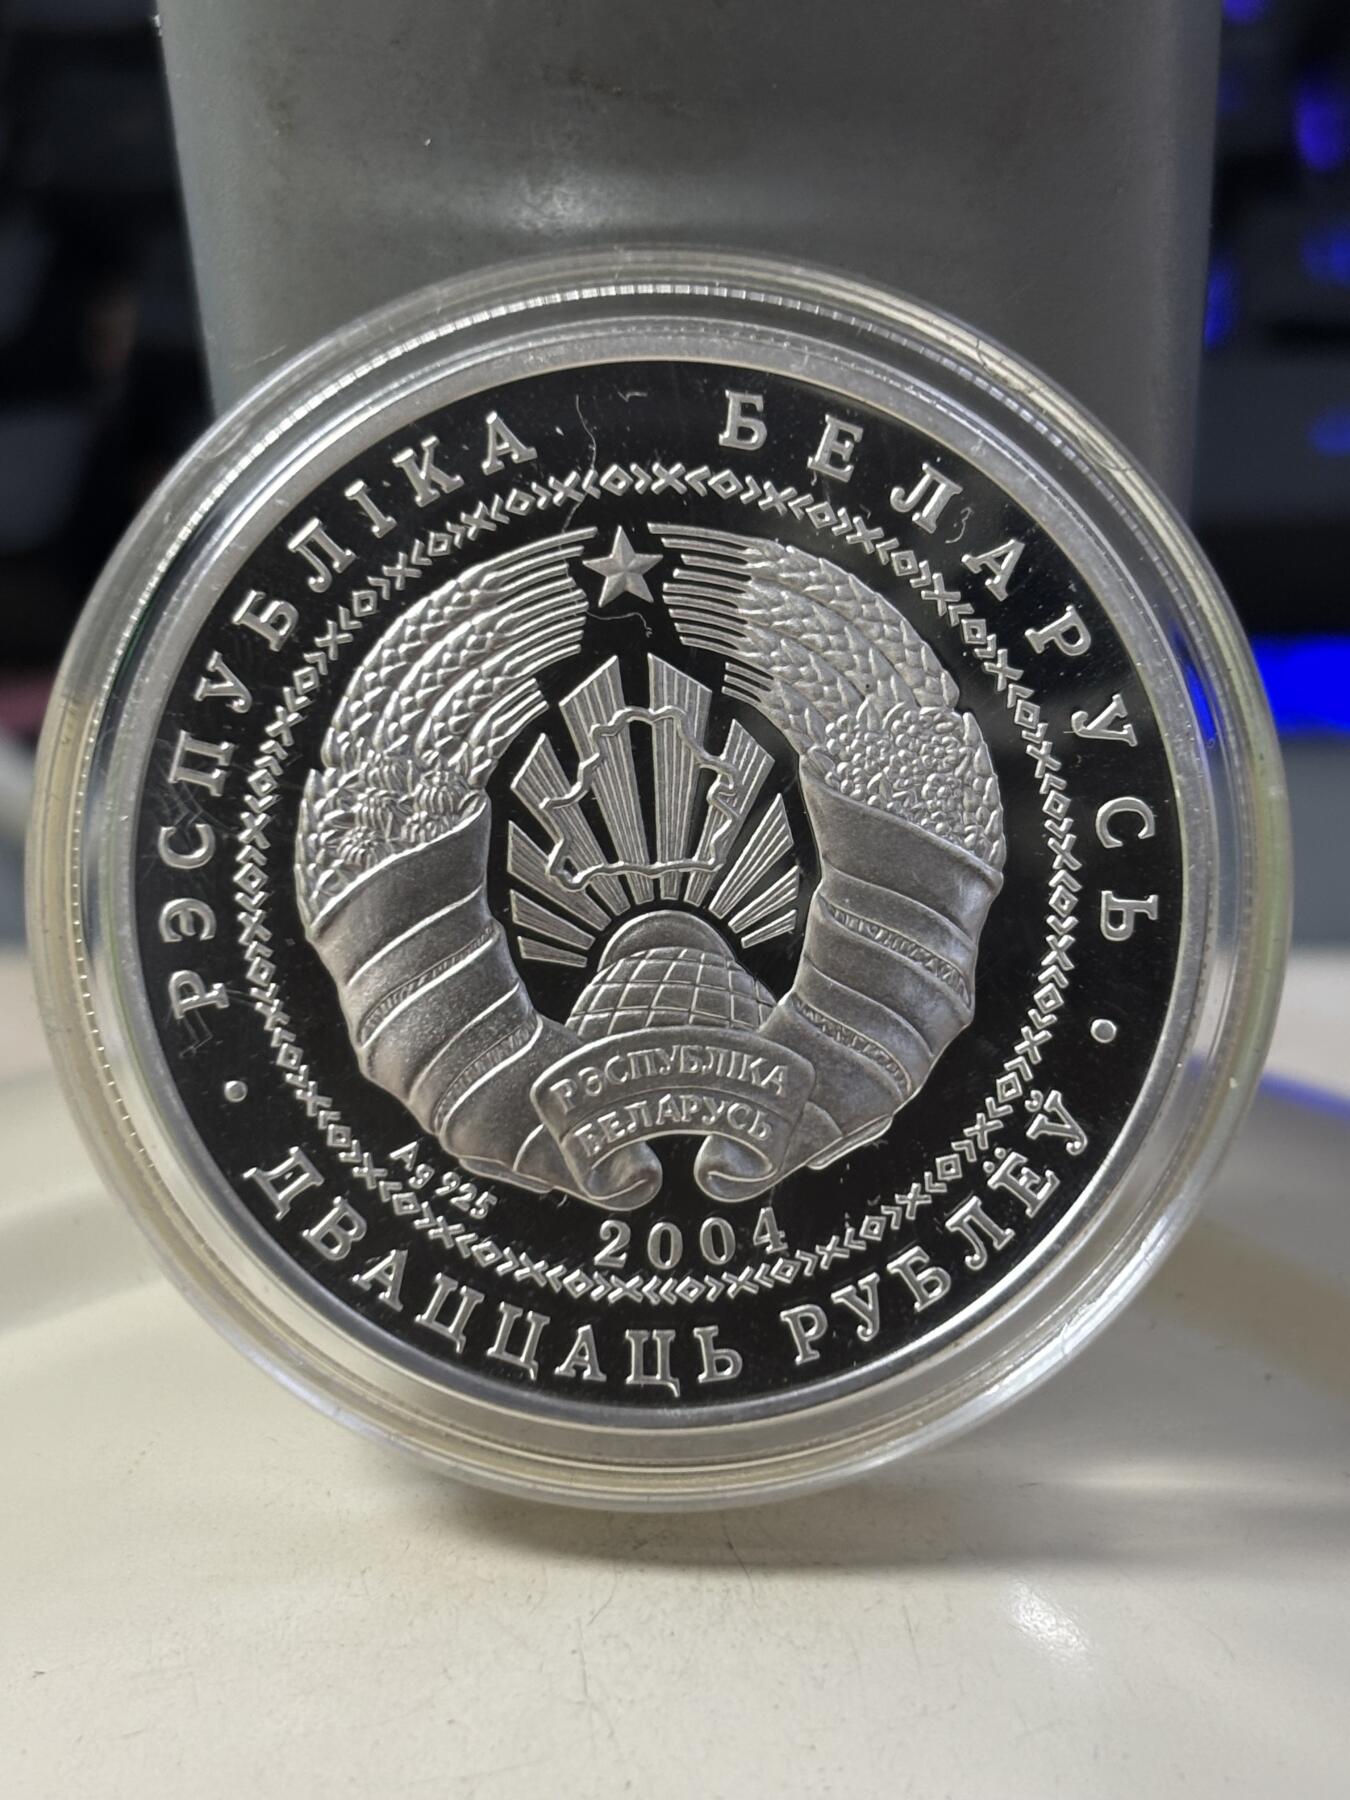 РЭСПУБЛІКА БЕЛАРУСЬ
РЭСПУБЛІКА
БЕЛАРУСЬ
Ag 925
2004
ДВАЦЦАЦЬ РУБЛЁЎ